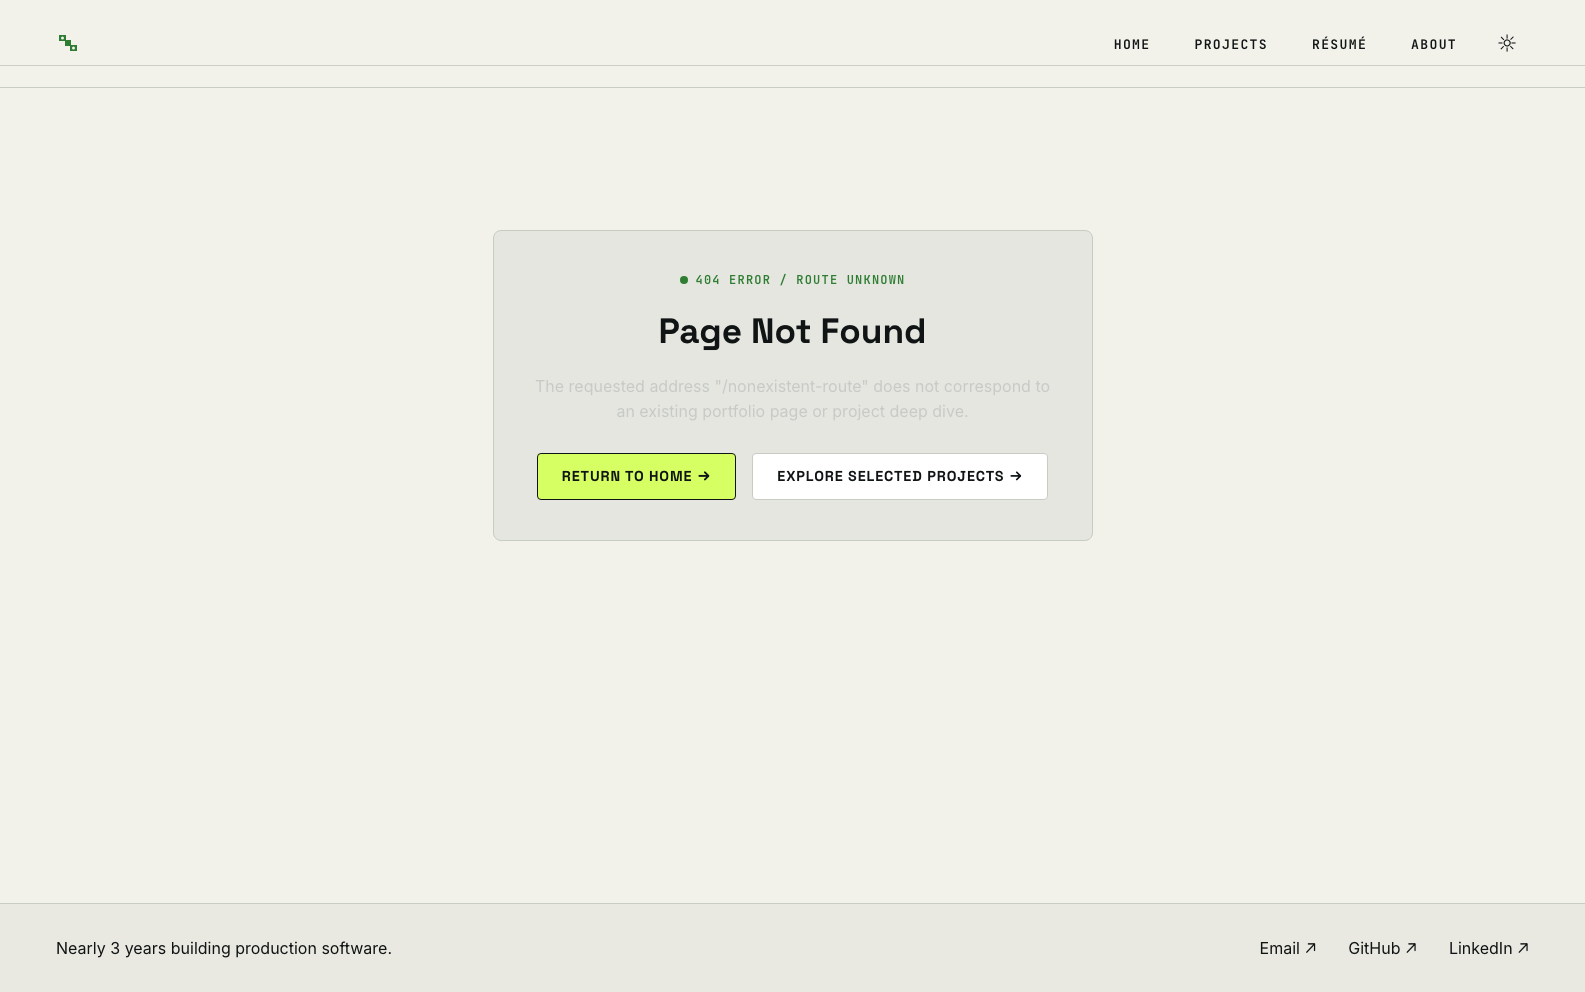 HOME PROJECTS RÉSUMÉ ABOUT
404 ERROR / ROUTE UNKNOWN
Page Not Found
The requested address "/nonexistent-route" does not correspond to
an existing portfolio page or project deep dive.
RETURN TO HOME → EXPLORE SELECTED PROJECTS →
Nearly 3 years building production software. Email ↗ GitHub ↗ LinkedIn ↗